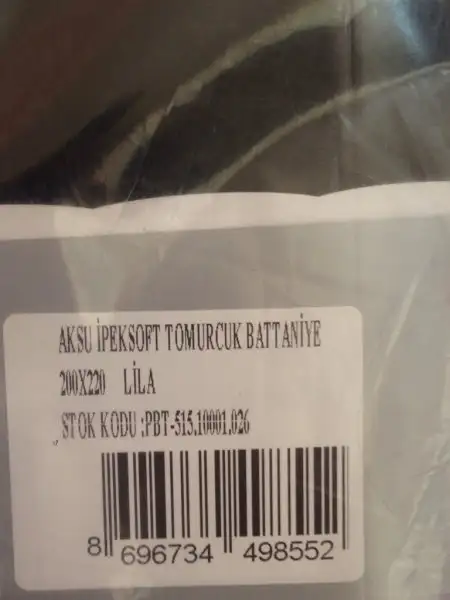 AKSU İPEKSOFT TOMURCUK BATTANİYE
200X220 LİLA
STOK KODU :PBT-515.10001.026
8 696734 498552